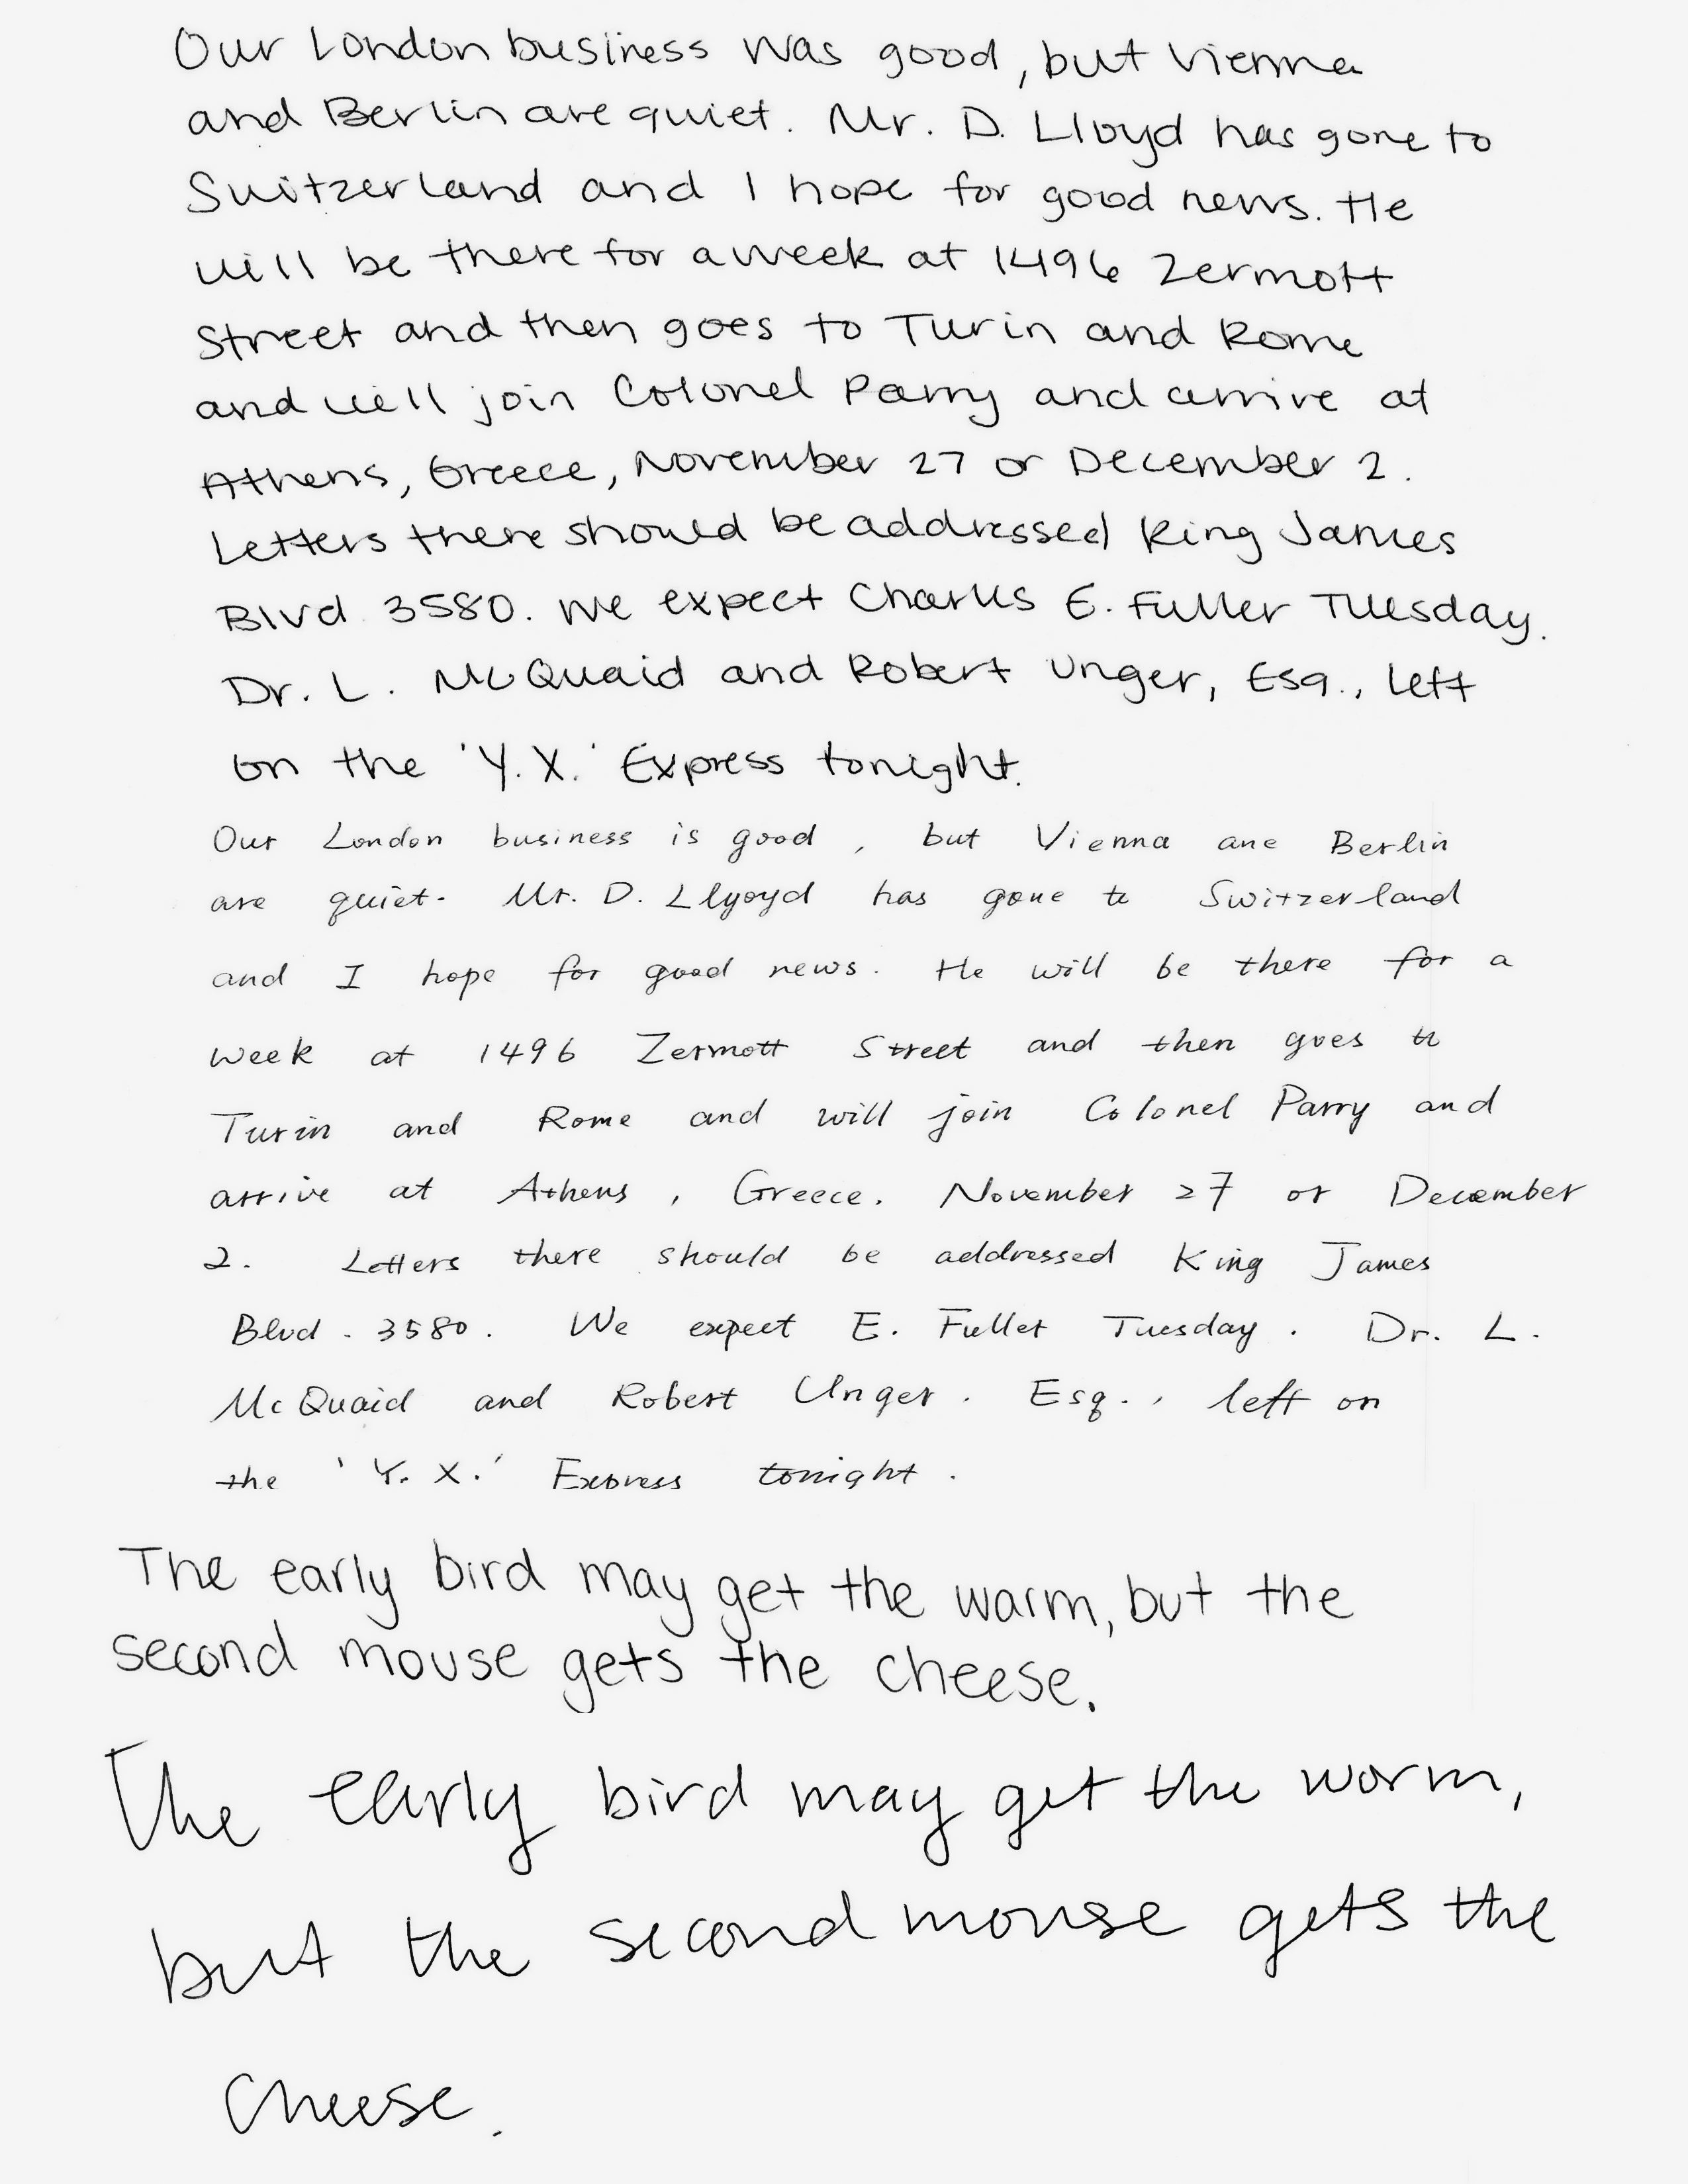 Our London business was good, but Vienna
and Berlin are quiet. Mr. D. Lloyd has gone to
Switzerland and I hope for good news. He
will be there for a week at 1496 Zermott
Street and then goes to Turin and Rome
and will join Colonel Parry and arrive at
Athens, Greece, November 27 or December 2.
Letters there should be addressed King James
Blvd 3580. We expect Charles E. Fuller Tuesday.
Dr. L. McQuaid and Robert Unger, Esq., left
on the 'Y.X.' Express tonight.
Our London business is good , but Vienna ane Berlin
are quiet. Mr. D. Llyoyd has gone to Switzerland
and I hope for good news. He will be there for a
week at 1496 Zermott Street and then goes to
Turin and Rome and will join Colonel Parry and
arrive at Athens , Greece. November 27 or December
2. Letters there should be addressed King James
Blvd. 3580. We expect E. Fuller Tuesday. Dr. L.
McQuaid and Robert Unger. Esq., left on
the 'Y. X.' Express tonight.
The early bird may get the warm, but the
second mouse gets the cheese.
The early bird may get the worm,
but the second mouse gets the
cheese.